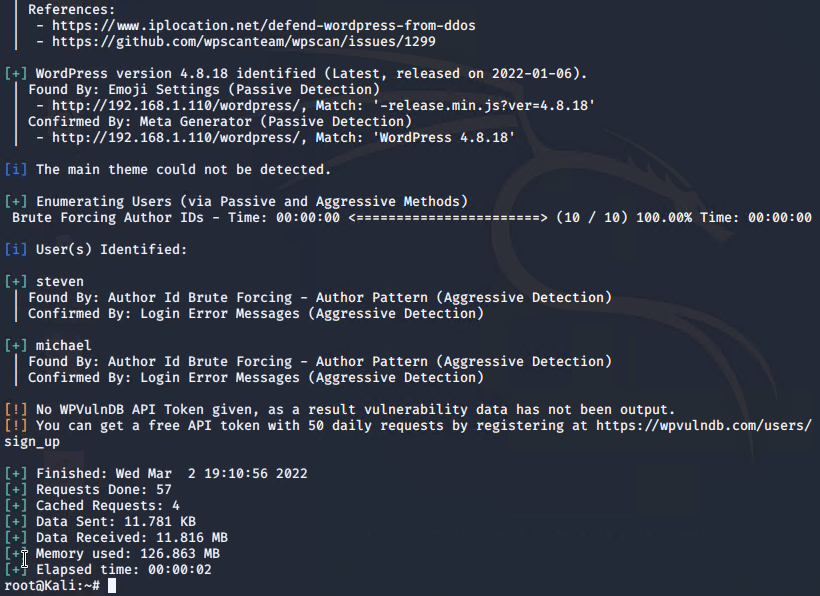 | References:
|  - https://www.iplocation.net/defend-wordpress-from-ddos
|  - https://github.com/wpscanteam/wpscan/issues/1299
[+] WordPress version 4.8.18 identified (Latest, released on 2022-01-06).
| Found By: Emoji Settings (Passive Detection)
|  - http://192.168.1.110/wordpress/, Match: '-release.min.js?ver=4.8.18'
| Confirmed By: Meta Generator (Passive Detection)
|  - http://192.168.1.110/wordpress/, Match: 'WordPress 4.8.18'
[i] The main theme could not be detected.
[+] Enumerating Users (via Passive and Aggressive Methods)
Brute Forcing Author IDs - Time: 00:00:00 <=======================> (10 / 10) 100.00% Time: 00:00:00
[i] User(s) Identified:
[+] steven
| Found By: Author Id Brute Forcing - Author Pattern (Aggressive Detection)
| Confirmed By: Login Error Messages (Aggressive Detection)
[+] michael
| Found By: Author Id Brute Forcing - Author Pattern (Aggressive Detection)
| Confirmed By: Login Error Messages (Aggressive Detection)
[!] No WPVulnDB API Token given, as a result vulnerability data has not been output.
[!] You can get a free API token with 50 daily requests by registering at https://wpvulndb.com/users/
sign_up
[+] Finished: Wed Mar  2 19:10:56 2022
[+] Requests Done: 57
[+] Cached Requests: 4
[+] Data Sent: 11.781 KB
[+] Data Received: 11.816 MB
[+] Memory used: 126.863 MB
[+] Elapsed time: 00:00:02
root@Kali:~#